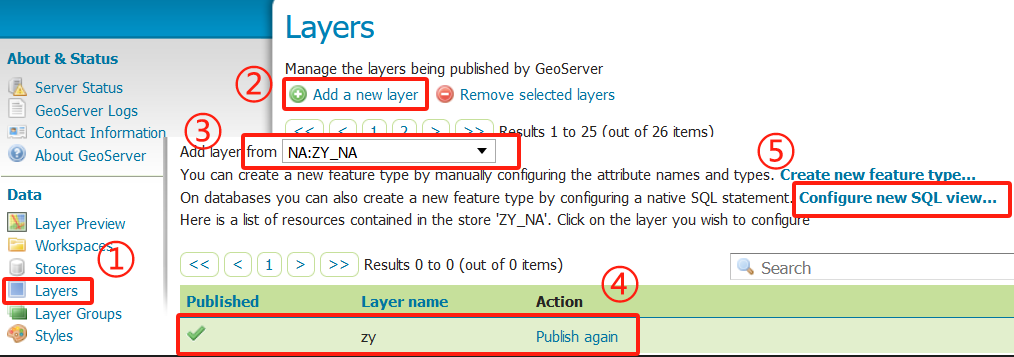 Layers
About & Status
Manage the layers being published by GeoServer
Server Status
② Add a new layer
Remove selected layers
GeoServer Logs
Contact Information
<< < 1 2 > >> Results 1 to 25 (out of 26 items)
About GeoServer
③ Add layer from NA:ZY_NA
⑤
You can create a new feature type by manually configuring the attribute names and types. Create new feature type...
Data
On databases you can also create a new feature type by configuring a native SQL statement. Configure new SQL view...
Layer Preview
Here is a list of resources contained in the store 'ZY_NA'. Click on the layer you wish to configure
Workspaces
①
Stores
<< < 1 > >> Results 0 to 0 (out of 0 items)
Search
Layers
④
Published Layer name Action
Layer Groups
Styles
zy Publish again